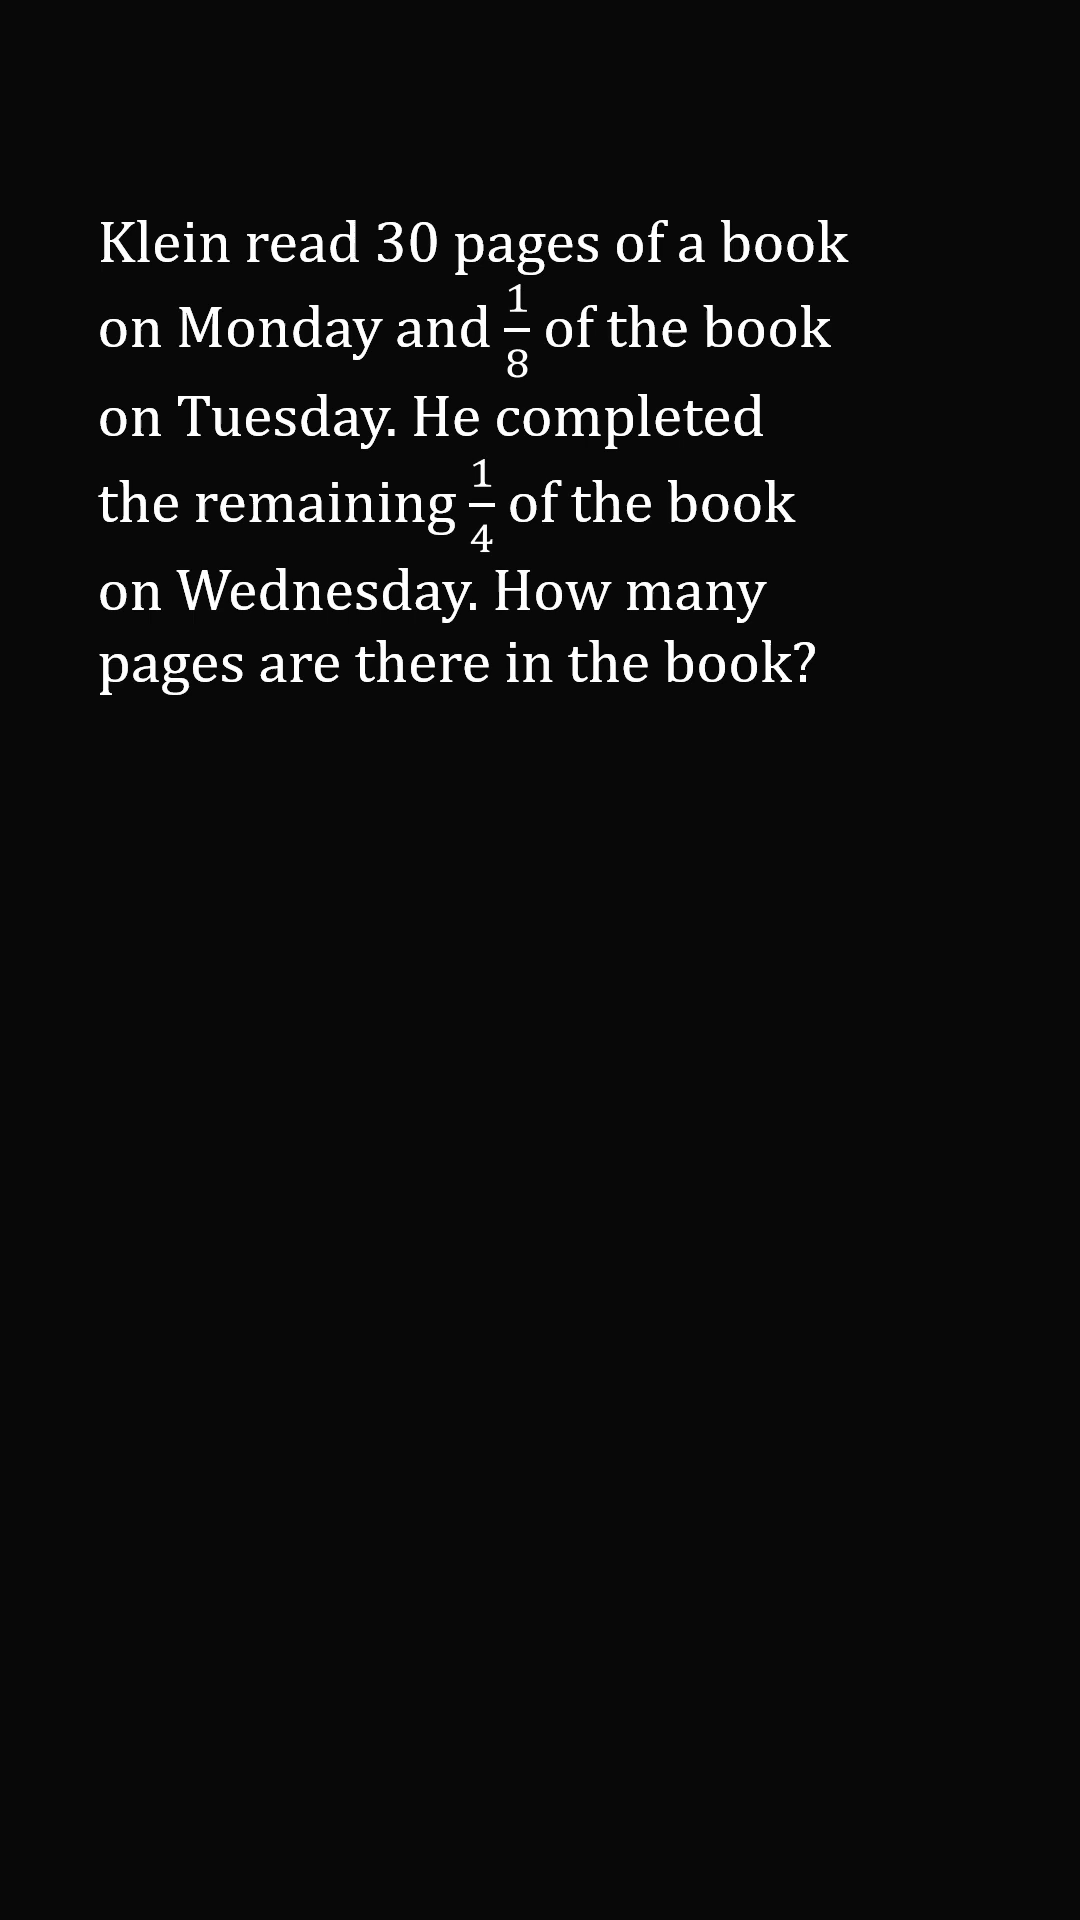 Klein read 30 pages of a book
on Monday and 1/8 of the book
on Tuesday. He completed
the remaining 1/4 of the book
on Wednesday. How many
pages are there in the book?